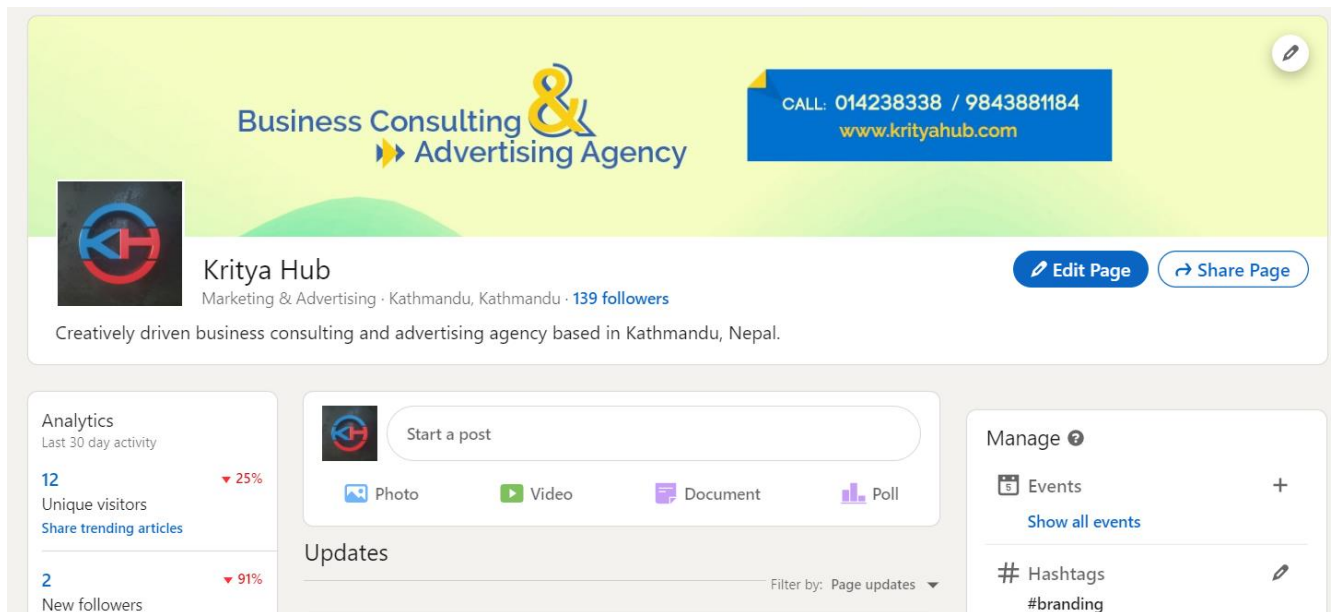 Business Consulting &
Advertising Agency
CALL: 014238338 / 9843881184
www.krityahub.com
KH
Kritya Hub
Marketing & Advertising · Kathmandu, Kathmandu · 139 followers
Creatively driven business consulting and advertising agency based in Kathmandu, Nepal.
Edit Page
Share Page
Analytics
Last 30 day activity
12 ▼ 25%
Unique visitors
Share trending articles
2 ▼ 91%
New followers
KH
Start a post
Photo Video Document Poll
Updates
Filter by: Page updates
Manage
5 Events +
Show all events
# Hashtags
#branding